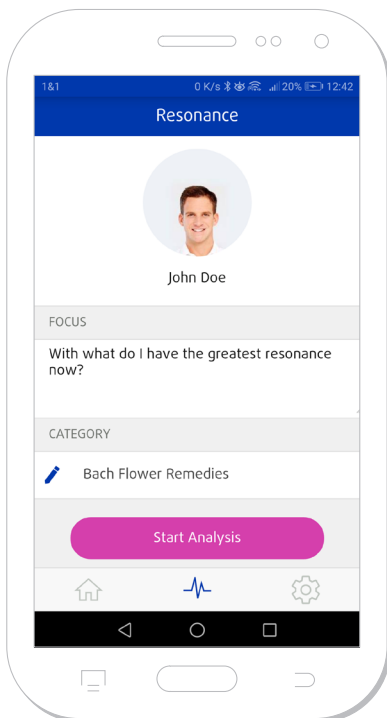 1&1 0 K/s 20% 12:42
Resonance
John Doe
FOCUS
With what do I have the greatest resonance
now?
CATEGORY
Bach Flower Remedies
Start Analysis